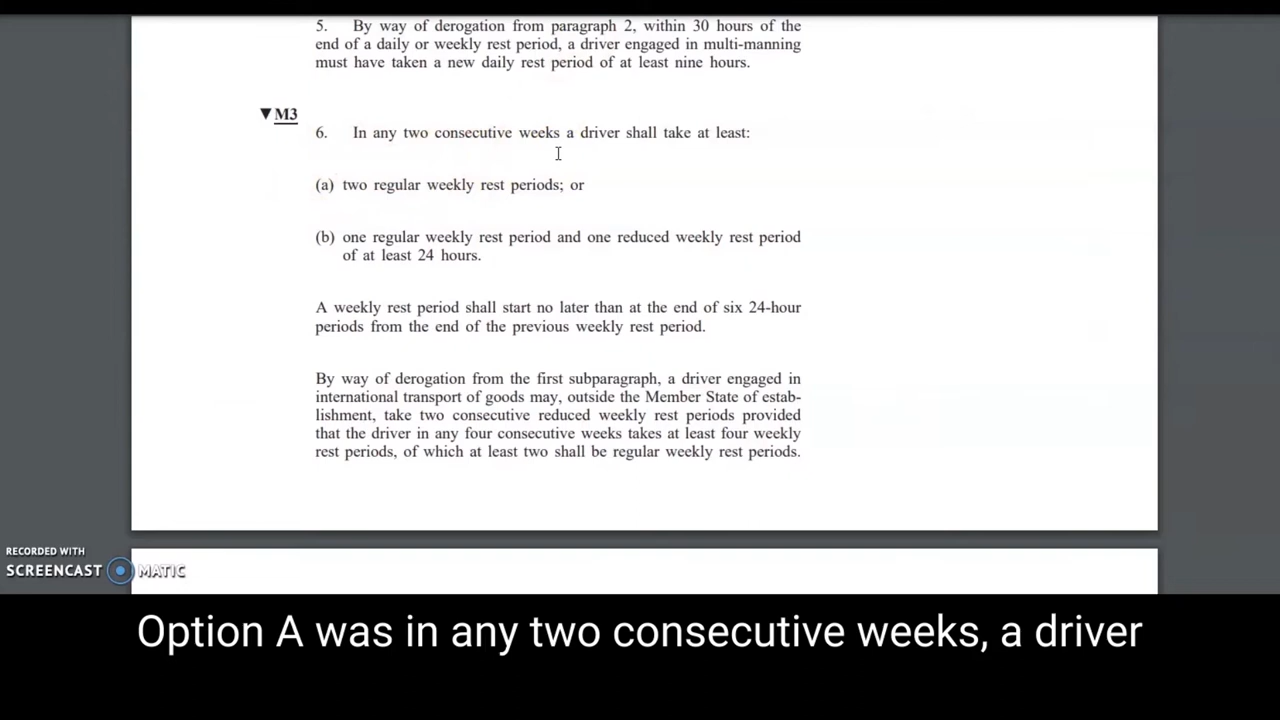 5. By way of derogation from paragraph 2, within 30 hours of the
end of a daily or weekly rest period, a driver engaged in multi-manning
must have taken a new daily rest period of at least nine hours.
▼M3
6. In any two consecutive weeks a driver shall take at least:
(a) two regular weekly rest periods; or
(b) one regular weekly rest period and one reduced weekly rest period
of at least 24 hours.
A weekly rest period shall start no later than at the end of six 24-hour
periods from the end of the previous weekly rest period.
By way of derogation from the first subparagraph, a driver engaged in
international transport of goods may, outside the Member State of estab-
lishment, take two consecutive reduced weekly rest periods provided
that the driver in any four consecutive weeks takes at least four weekly
rest periods, of which at least two shall be regular weekly rest periods.
RECORDED WITH
SCREENCAST MATIC
Option A was in any two consecutive weeks, a driver